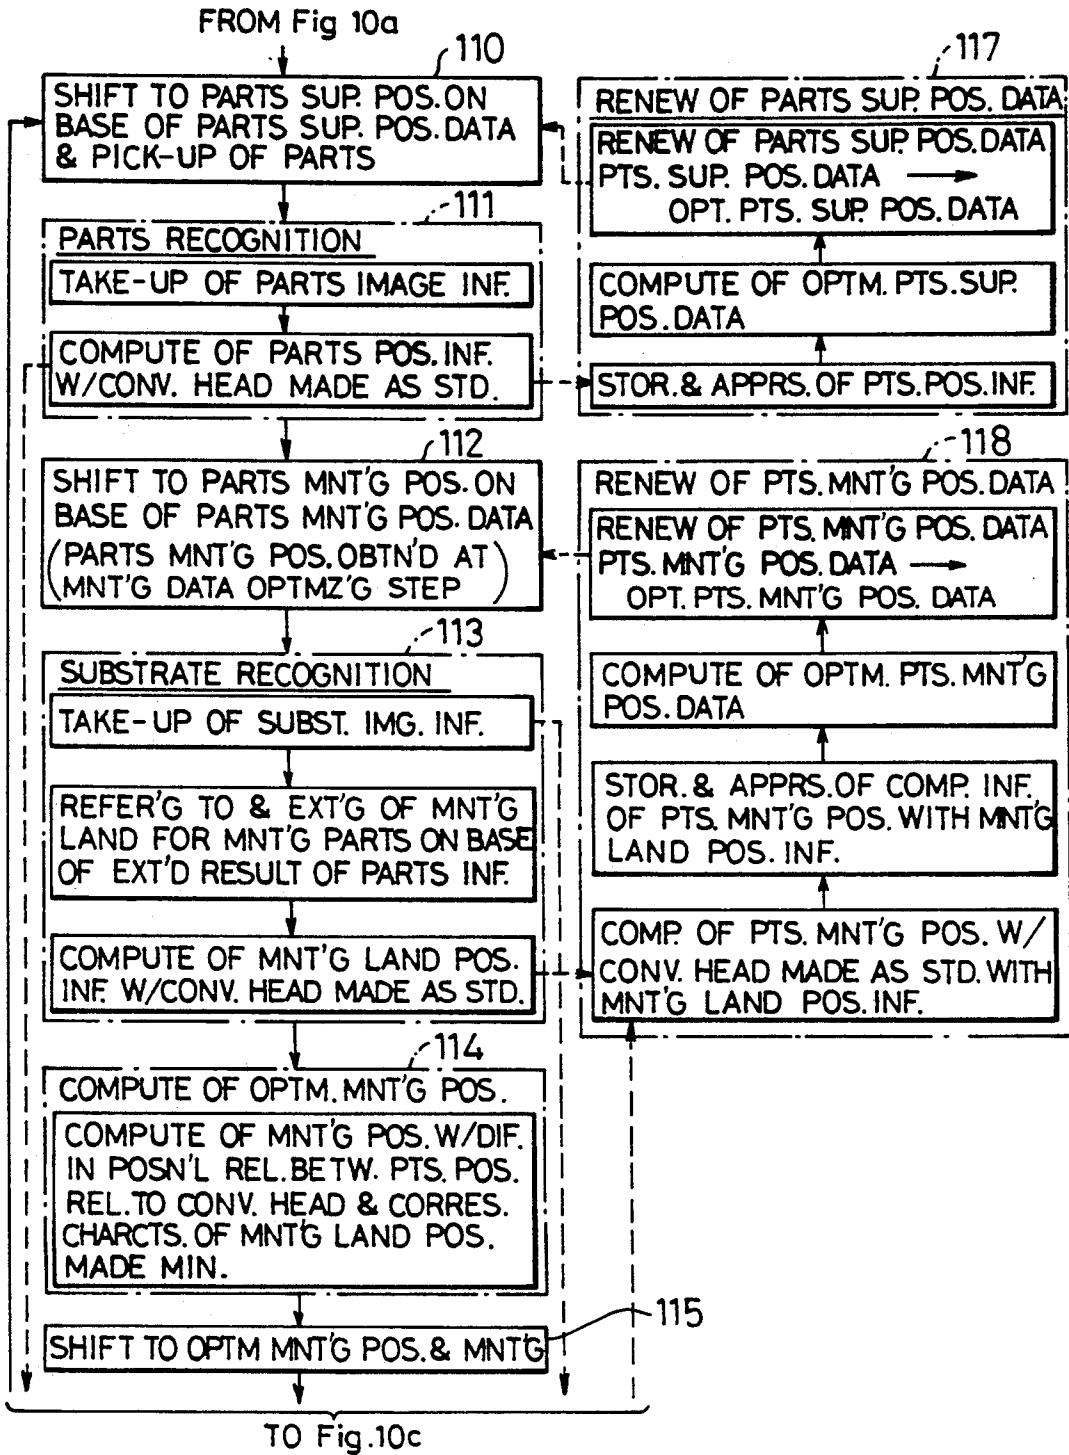 FROM Fig 10a
110
SHIFT TO PARTS SUP. POS. ON
BASE OF PARTS SUP. POS. DATA
& PICK-UP OF PARTS
111
PARTS RECOGNITION
TAKE-UP OF PARTS IMAGE INF.
COMPUTE OF PARTS POS. INF.
W/CONV. HEAD MADE AS STD.
112
SHIFT TO PARTS MNT'G POS. ON
BASE OF PARTS MNT'G POS. DATA
(PARTS MNT'G POS. OBTN'D AT
MNT'G DATA OPTMZ'G STEP)
113
SUBSTRATE RECOGNITION
TAKE-UP OF SUBST. IMG. INF.
REFER'G TO & EXT'G OF MNT'G
LAND FOR MNT'G PARTS ON BASE
OF EXT'D RESULT OF PARTS INF.
COMPUTE OF MNT'G LAND POS.
INF. W/CONV. HEAD MADE AS STD.
114
COMPUTE OF OPTM. MNT'G POS.
COMPUTE OF MNT'G POS. W/DIF.
IN POSN'L REL. BETW. PTS. POS.
REL. TO CONV. HEAD & CORRES.
CHARCTS. OF MNT'G LAND POS.
MADE MIN.
115
SHIFT TO OPTM MNT'G POS. & MNT'G
117
RENEW OF PARTS SUP. POS. DATA
RENEW OF PARTS SUP. POS. DATA
PTS. SUP. POS. DATA →
OPT. PTS. SUP. POS. DATA
COMPUTE OF OPTM. PTS. SUP.
POS. DATA
STOR. & APPRS. OF PTS. POS. INF.
118
RENEW OF PTS. MNT'G POS. DATA
RENEW OF PTS. MNT'G POS. DATA
PTS. MNT'G POS. DATA →
OPT. PTS. MNT'G POS. DATA
COMPUTE OF OPTM. PTS. MNT'G
POS. DATA
STOR. & APPRS. OF COMP. INF.
OF PTS. MNT'G POS. WITH MNT'G
LAND POS. INF.
COMP. OF PTS. MNT'G POS. W/
CONV. HEAD MADE AS STD. WITH
MNT'G LAND POS. INF.
TO Fig. 10c